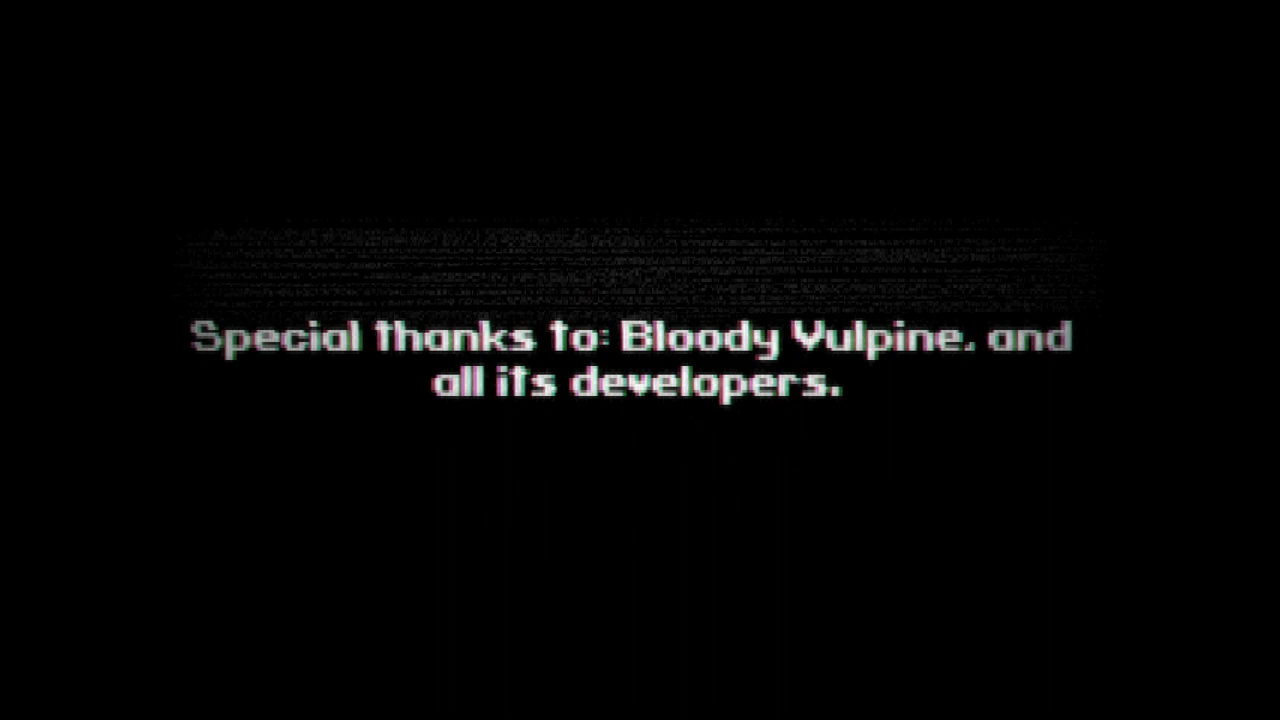 Special thanks to: Bloody Vulpine. and
all its developers.